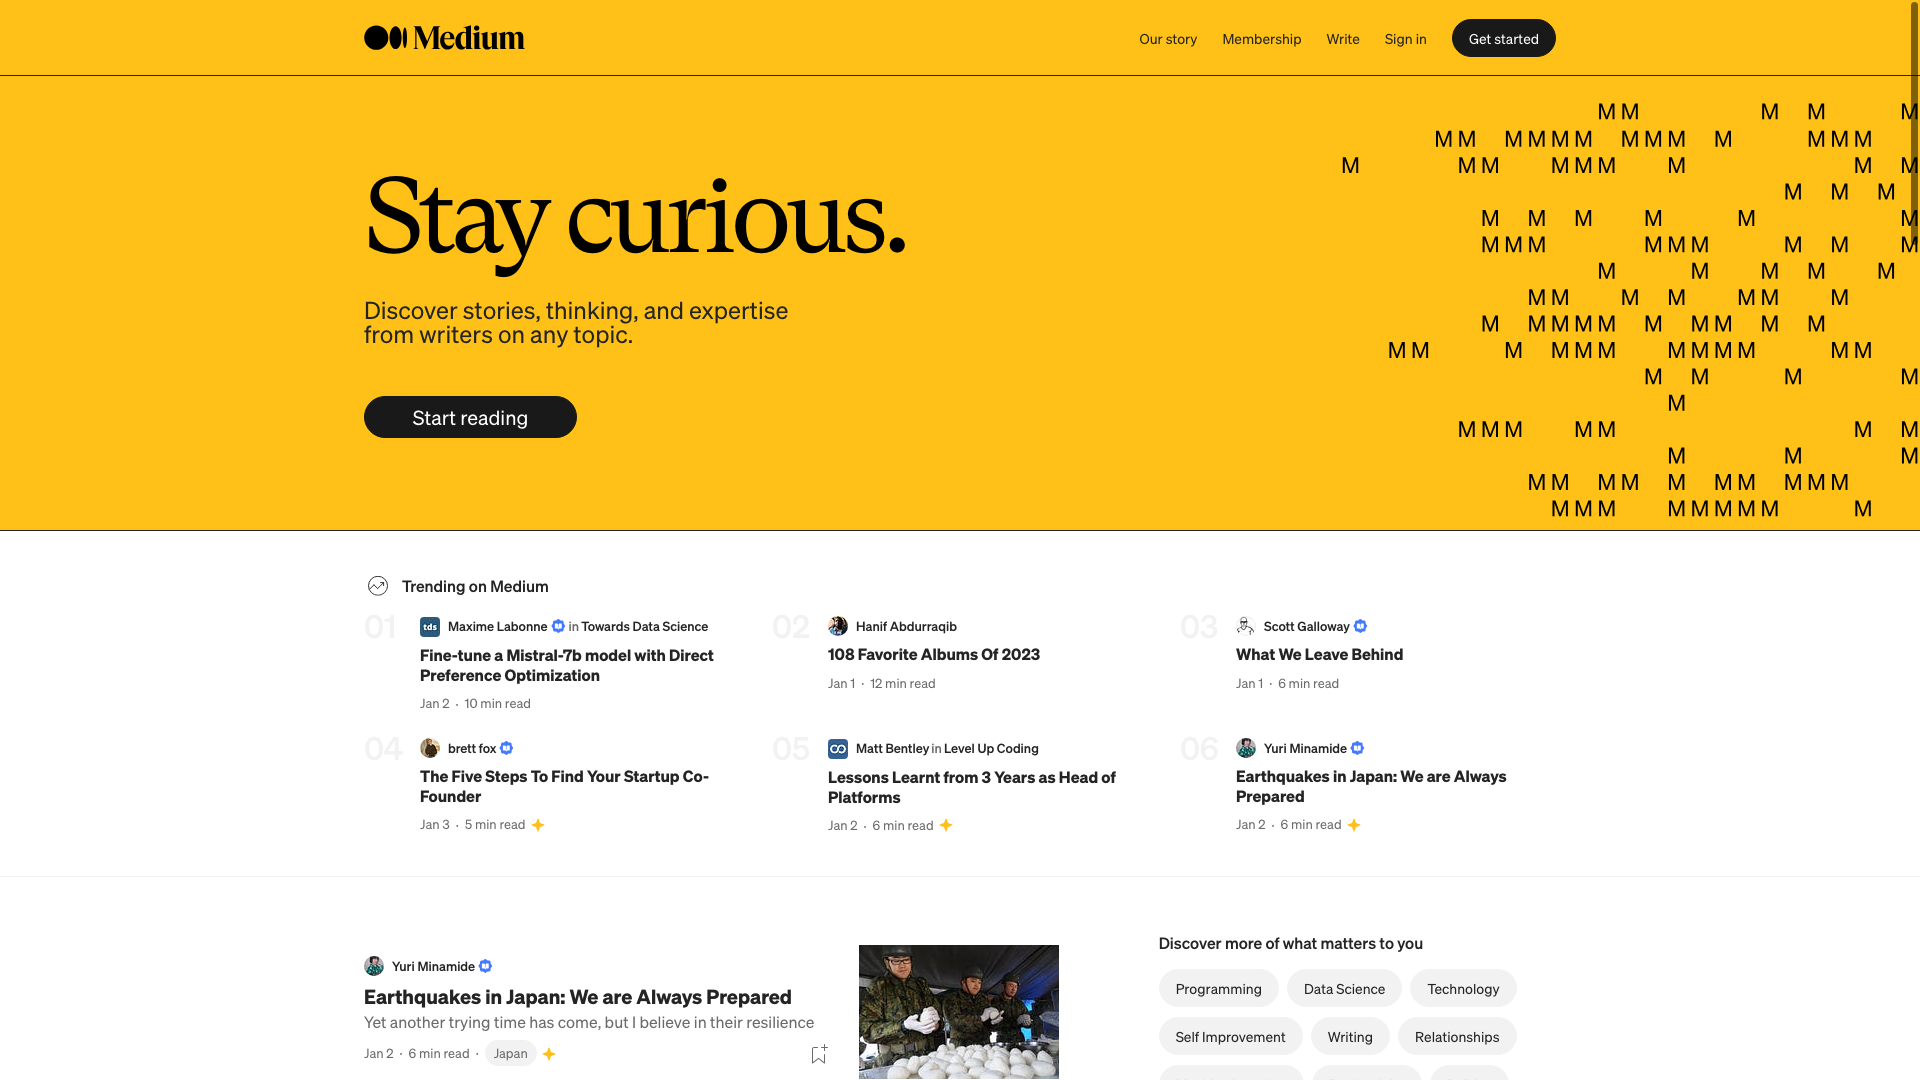 Medium
Our story Membership Write Sign in Get started
M M M M M
M M M M M M M M M M M M M
M M M M M M M M M
M M M
M M M M M M
M M M M M M M M M
M M M M M
M M M M M M M
M M M M M M M M M M
M M M M M M M M M M M M
M M M M
M
M M M M M M M
M M M
M M M M M M M M M M
M M M M M M M M M
Stay curious.
Discover stories, thinking, and expertise
from writers on any topic.
Start reading
Trending on Medium
01
tds Maxime Labonne in Towards Data Science
Fine-tune a Mistral-7b model with Direct
Preference Optimization
Jan 2 · 10 min read
02
Hanif Abdurraqib
108 Favorite Albums Of 2023
Jan 1 · 12 min read
03
Scott Galloway
What We Leave Behind
Jan 1 · 6 min read
04
brett fox
The Five Steps To Find Your Startup Co-
Founder
Jan 3 · 5 min read
05
Matt Bentley in Level Up Coding
Lessons Learnt from 3 Years as Head of
Platforms
Jan 2 · 6 min read
06
Yuri Minamide
Earthquakes in Japan: We are Always
Prepared
Jan 2 · 6 min read
Yuri Minamide
Earthquakes in Japan: We are Always Prepared
Yet another trying time has come, but I believe in their resilience
Jan 2 · 6 min read · Japan
Discover more of what matters to you
Programming Data Science Technology
Self Improvement Writing Relationships